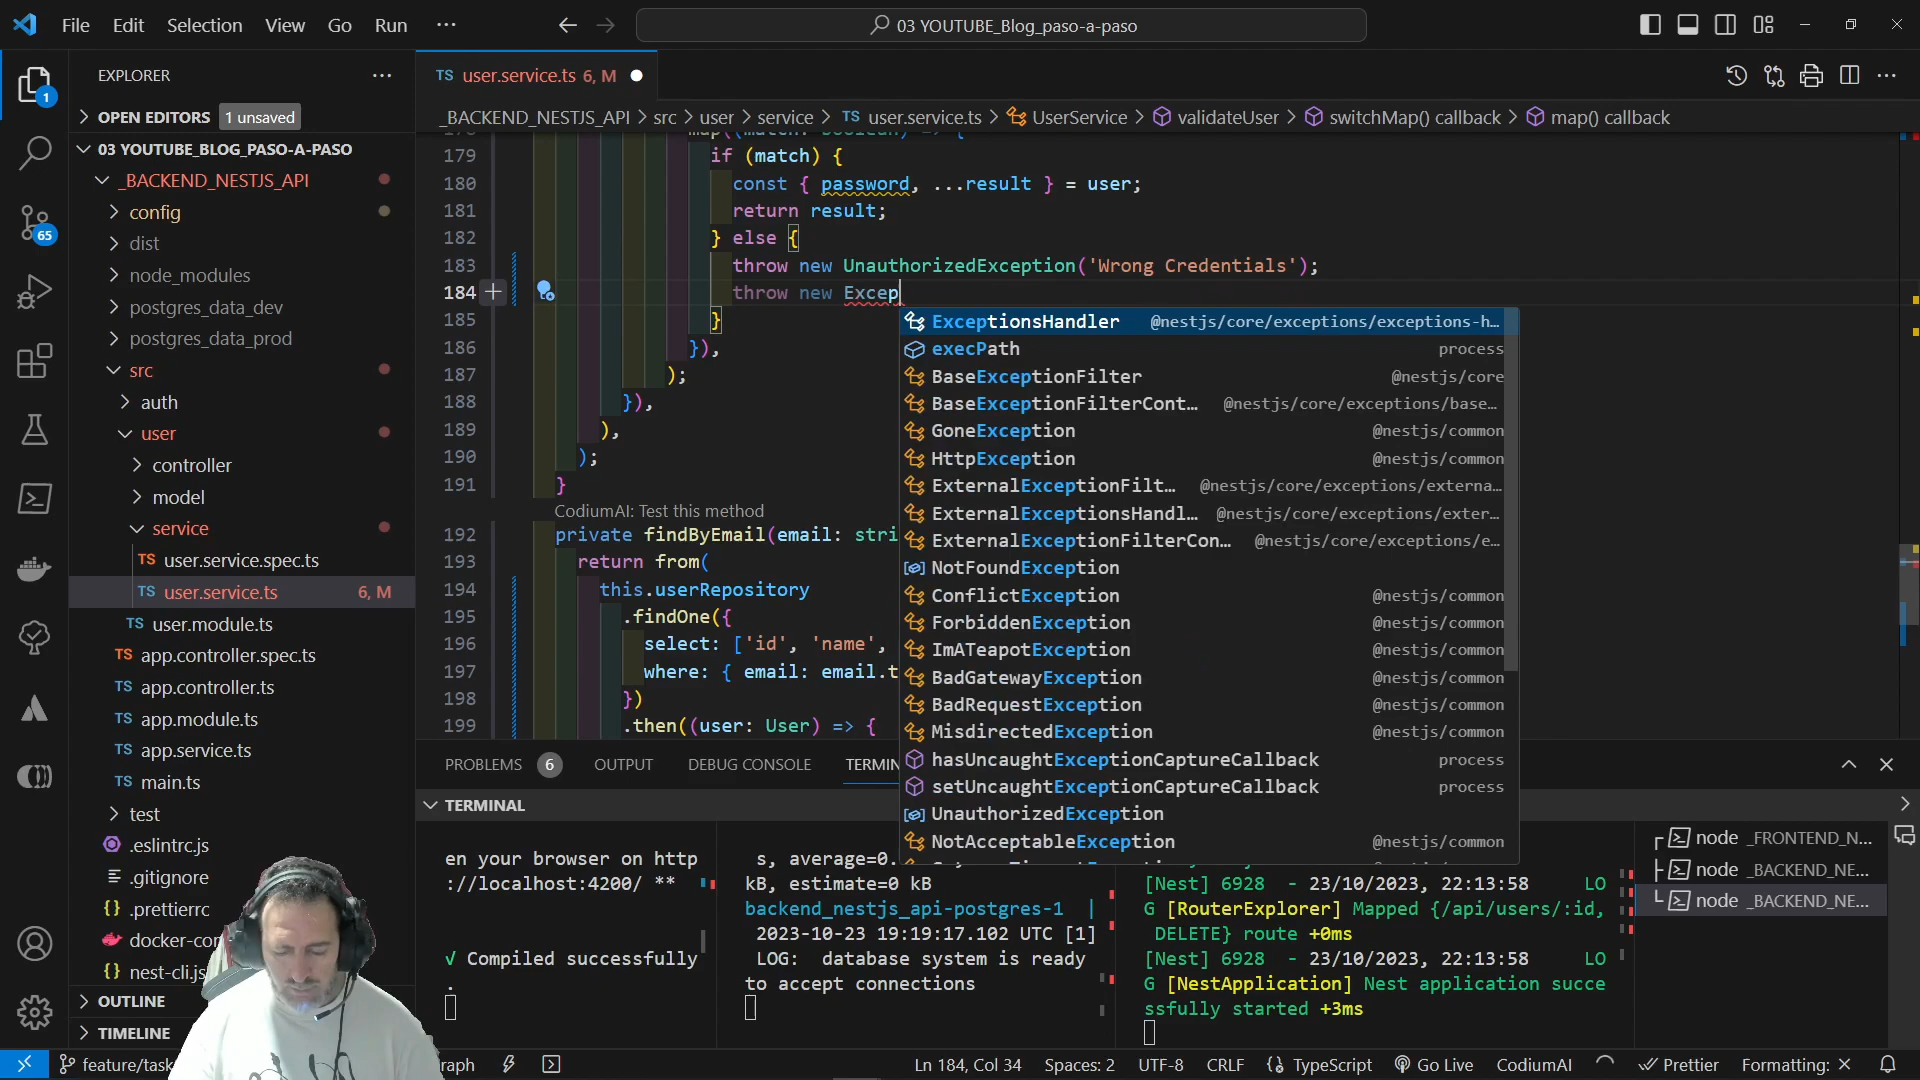 File Edit Selection View Go Run ···
03 YOUTUBE_Blog_paso-a-paso
EXPLORER
OPEN EDITORS 1 unsaved
03 YOUTUBE_BLOG_PASO-A-PASO
_BACKEND_NESTJS_API
config
dist
node_modules
postgres_data_dev
postgres_data_prod
src
auth
user
controller
model
service
TS user.service.spec.ts
TS user.service.ts 6, M
TS user.module.ts
TS app.controller.spec.ts
TS app.controller.ts
TS app.module.ts
TS app.service.ts
TS main.ts
test
.eslintrc.js
.gitignore
{} .prettierrc
docker-con
{} nest-cli.js
OUTLINE
TIMELINE
1
65
TS user.service.ts 6, M
_BACKEND_NESTJS_API > src > user > service > TS user.service.ts > UserService > validateUser > switchMap() callback > map() callback
179 if (match) {
180 const { password, ...result } = user;
181 return result;
182 } else {
183 throw new UnauthorizedException('Wrong Credentials');
184 throw new Excep
185 }
186 }),
187 );
188 }),
189 ),
190 );
191 }
CodiumAI: Test this method
192 private findByEmail(email: stri
193 return from(
194 this.userRepository
195 .findOne({
196 select: ['id', 'name',
197 where: { email: email.t
198 })
199 .then((user: User) => {
ExceptionsHandler @nestjs/core/exceptions/exceptions-h…
execPath process
BaseExceptionFilter @nestjs/core
BaseExceptionFilterCont… @nestjs/core/exceptions/base…
GoneException @nestjs/common
HttpException @nestjs/common
ExternalExceptionFilt… @nestjs/core/exceptions/externa…
ExternalExceptionsHandl… @nestjs/core/exceptions/exter…
ExternalExceptionFilterCon… @nestjs/core/exceptions/e…
NotFoundException
ConflictException @nestjs/common
ForbiddenException @nestjs/common
ImATeapotException @nestjs/common
BadGatewayException @nestjs/common
BadRequestException @nestjs/common
MisdirectedException @nestjs/common
hasUncaughtExceptionCaptureCallback process
setUncaughtExceptionCaptureCallback process
UnauthorizedException
NotAcceptableException @nestjs/common
PROBLEMS 6 OUTPUT DEBUG CONSOLE TERMIN
TERMINAL
en your browser on http
://localhost:4200/ **
√ Compiled successfully
.
s, average=0.
kB, estimate=0 kB
backend_nestjs_api-postgres-1 |
2023-10-23 19:19:17.102 UTC [1]
LOG: database system is ready
to accept connections
[Nest] 6928 - 23/10/2023, 22:13:58 LO
G [RouterExplorer] Mapped {/api/users/:id,
DELETE} route +0ms
[Nest] 6928 - 23/10/2023, 22:13:58 LO
G [NestApplication] Nest application succe
ssfully started +3ms
node _FRONTEND_N...
node _BACKEND_NE...
node _BACKEND_NE...
feature/task
raph
Ln 184, Col 34 Spaces: 2 UTF-8 CRLF {} TypeScript Go Live CodiumAI Prettier Formatting: ×